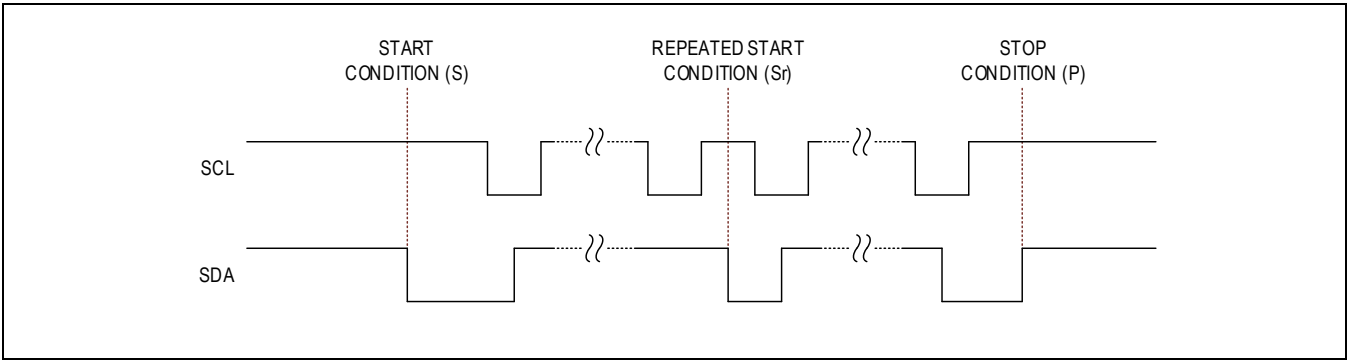 START
CONDITION (S)
REPEATED START
CONDITION (Sr)
STOP
CONDITION (P)
SCL
SDA